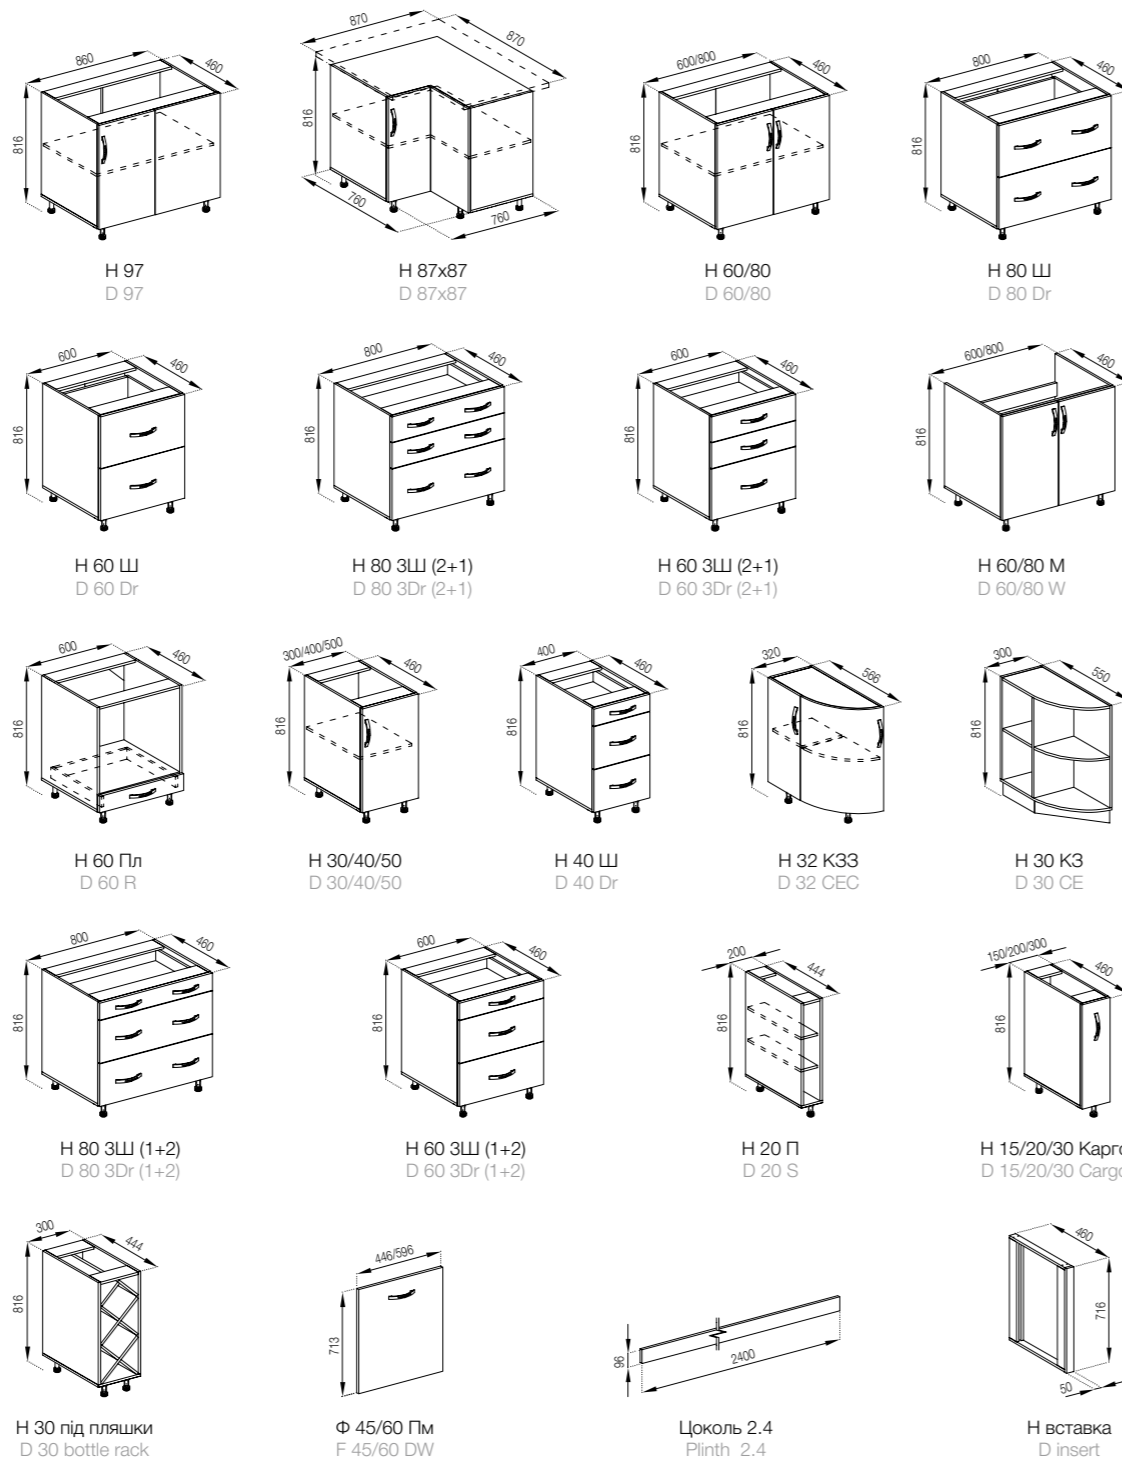 860
460
816
Н 97
D 97
870
870
816
760
760
Н 87х87
D 87x87
600/800
460
816
Н 60/80
D 60/80
800
460
816
Н 80 Ш
D 80 Dr
600
460
816
Н 60 Ш
D 60 Dr
800
460
816
Н 80 3Ш (2+1)
D 80 3Dr (2+1)
600
460
816
Н 60 3Ш (2+1)
D 60 3Dr (2+1)
600/800
460
816
Н 60/80 М
D 60/80 W
600
460
816
Н 60 Пл
D 60 R
300/400/500
460
816
Н 30/40/50
D 30/40/50
400
460
816
Н 40 Ш
D 40 Dr
320
566
816
Н 32 КЗЗ
D 32 CEC
300
550
816
Н 30 КЗ
D 30 CE
800
460
816
Н 80 3Ш (1+2)
D 80 3Dr (1+2)
600
460
816
Н 60 3Ш (1+2)
D 60 3Dr (1+2)
200
444
816
Н 20 П
D 20 S
150/200/300
460
816
Н 15/20/30 Карго
D 15/20/30 Cargo
300
444
816
Н 30 під пляшки
D 30 bottle rack
446/596
713
Ф 45/60 Пм
F 45/60 DW
96
2400
Цоколь 2.4
Plinth 2.4
460
716
50
Н вставка
D insert